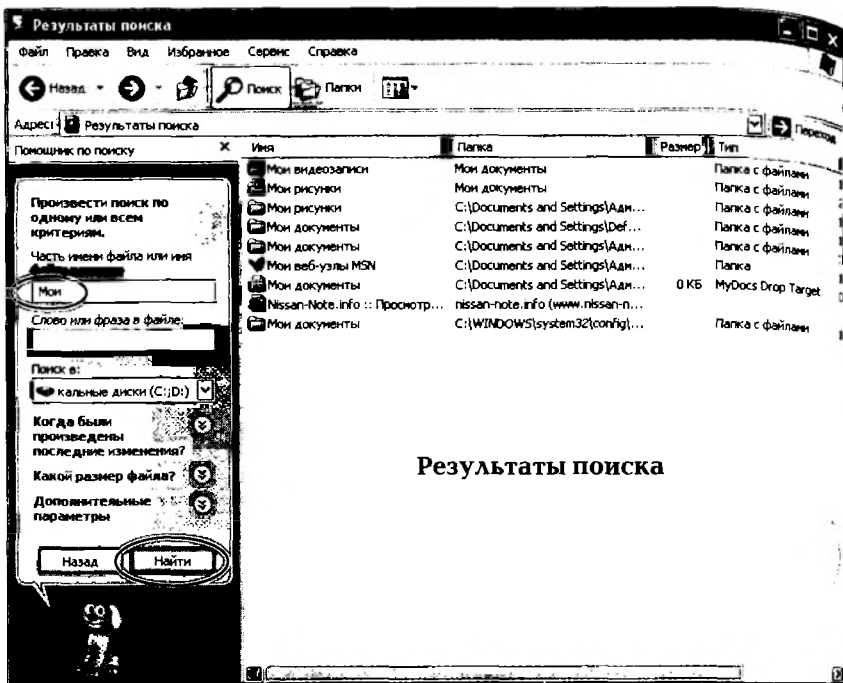 Результаты поиска
Файл Правка Вид Избранное Сервис Справка
Назад Поиск Папки
Адрес: Результаты поиска Переход
Помощник по поиску
Произвести поиск по
одному или всем
критериям.
Часть имени файла или имя
Мои
Слово или фраза в файле:
Поиск в:
кальные диски (C:;D:)
Когда были
произведены
последние изменения?
Какой размер файла?
Дополнительные
параметры
Назад Найти
Имя Папка Размер Тип
Мои видеозаписи Мои документы Папка с файлами
Мои рисунки Мои документы Папка с файлами
Мои рисунки C:\Documents and Settings\Адм... Папка с файлами
Мои документы C:\Documents and Settings\Def... Папка с файлами
Мои документы C:\Documents and Settings\Адм... Папка с файлами
Мои веб-узлы MSN C:\Documents and Settings\Адм... Папка
Мои документы C:\Documents and Settings\Адм... 0 КБ MyDocs Drop Target
Nissan-Note.info :: Просмотр... nissan-note.info (www.nissan-n...
Мои документы C:\WINDOWS\system32\config\... Папка с файлами
Результаты поиска